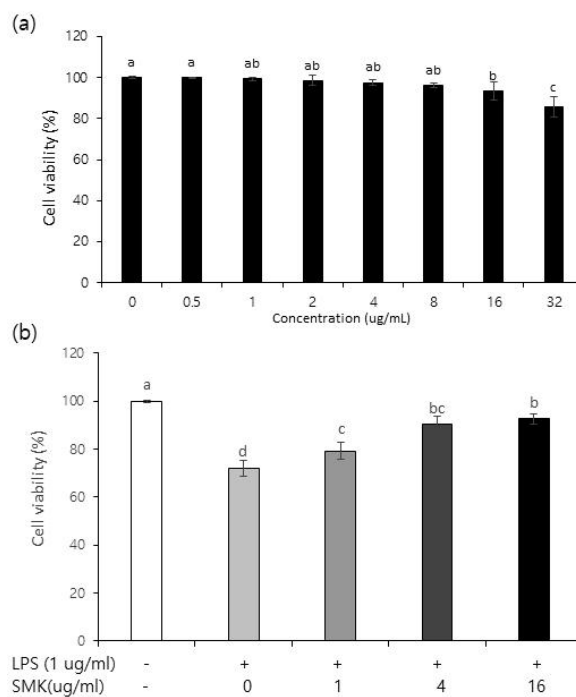 (a)
120
100
80
60
40
20
0
Cell viability (%)
a a ab ab ab ab b c
0 0.5 1 2 4 8 16 32
Concentration (ug/mL)
(b)
120
100
80
60
40
20
0
Cell viability (%)
a d c bc b
LPS (1 ug/ml) - + + + +
SMK(ug/ml) - 0 1 4 16